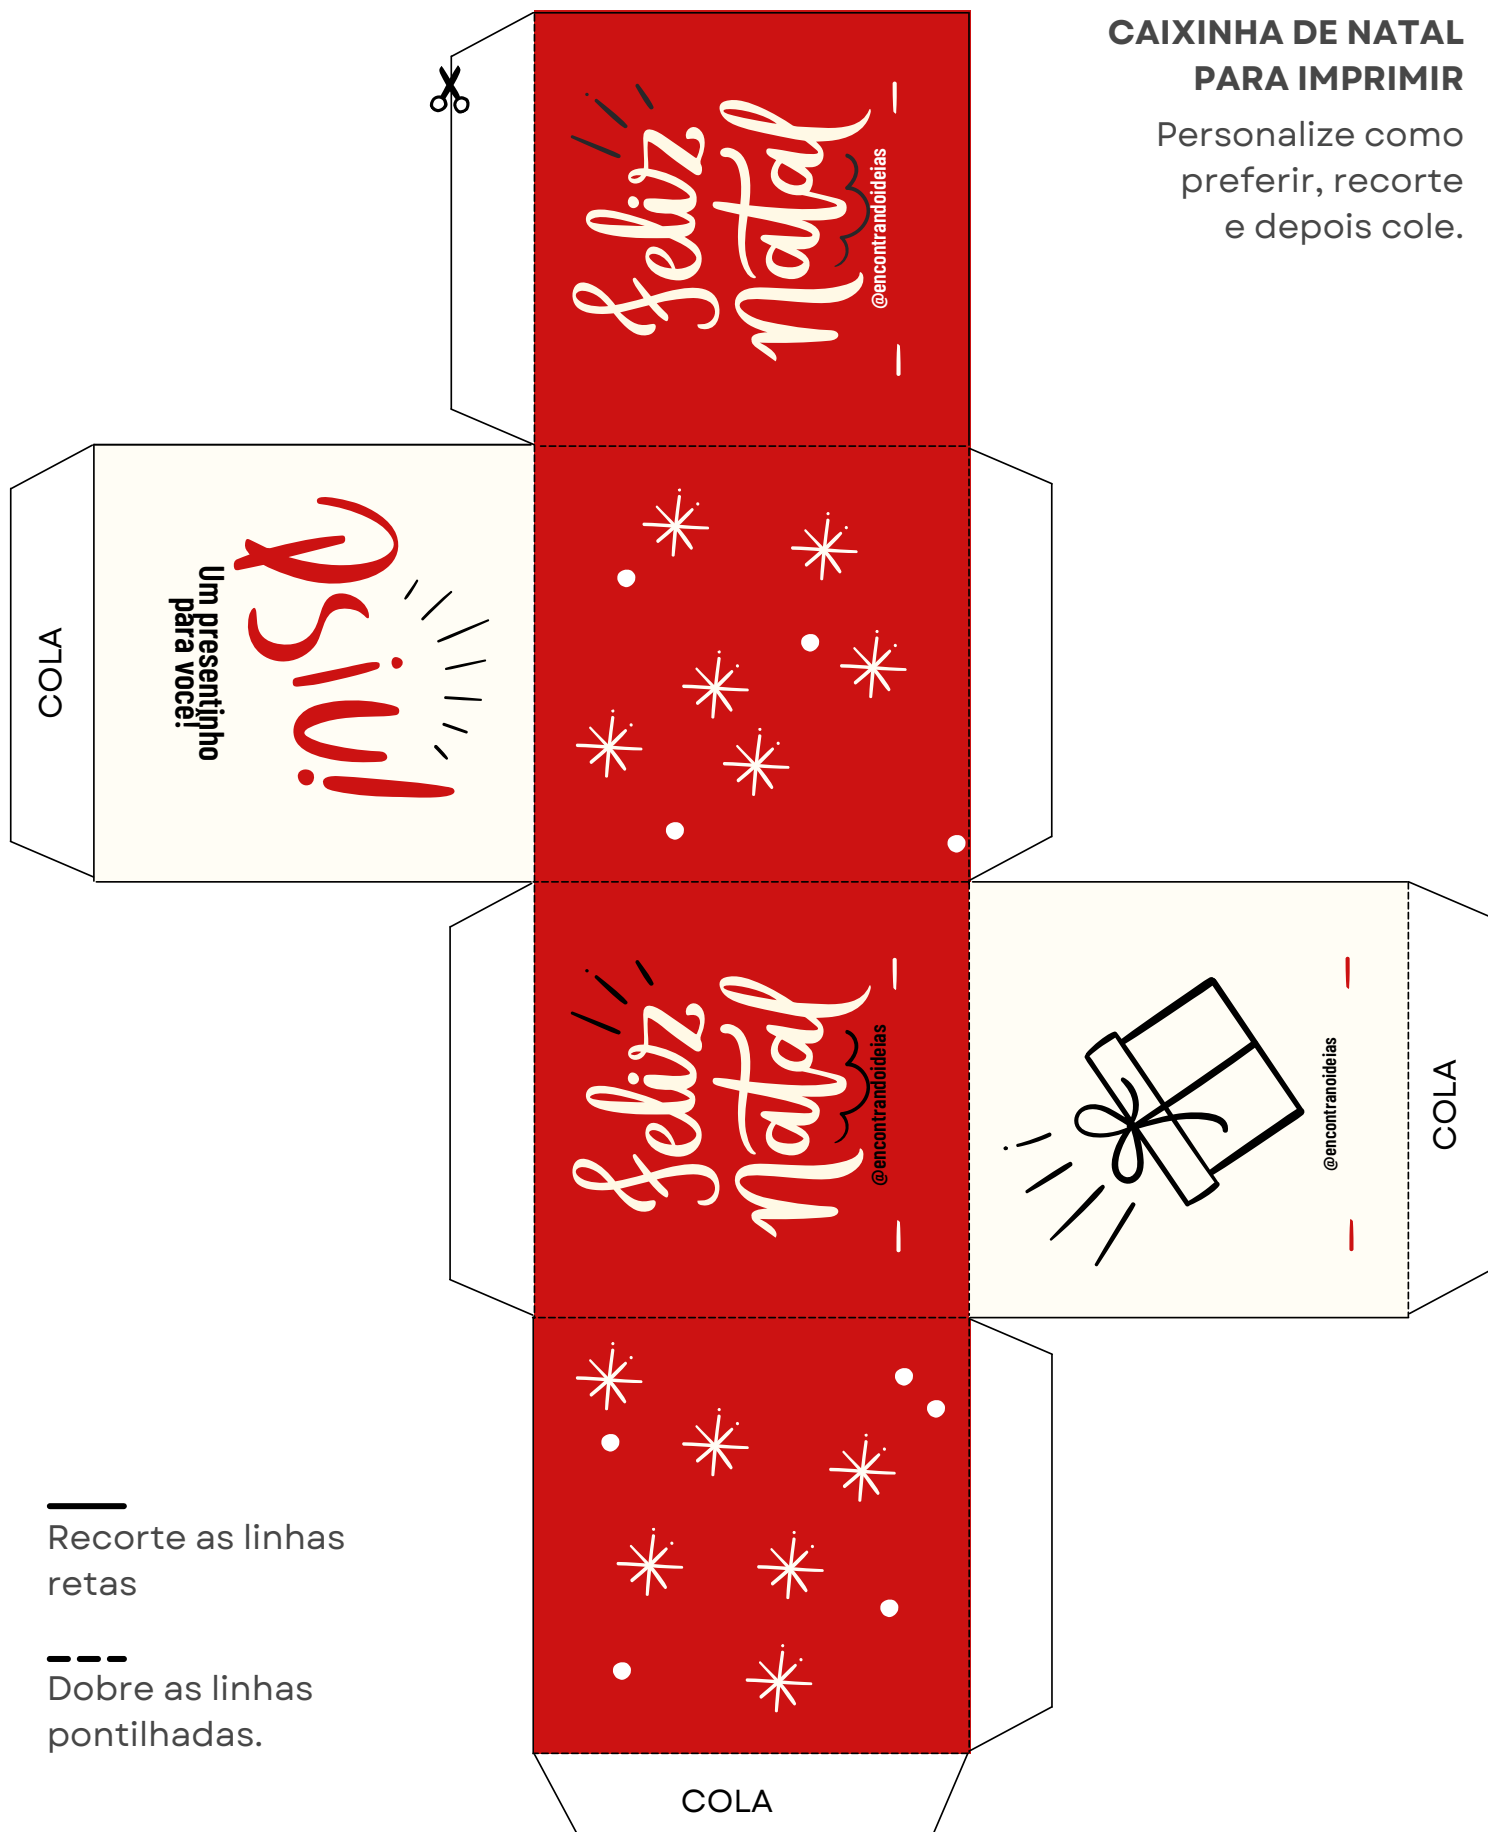 CAIXINHA DE NATAL
PARA IMPRIMIR
Personalize como
preferir, recorte
e depois cole.
Feliz
Natal
@encontrandoideias
COLA
Psiu!
Um presentinho
para você!
Feliz
Natal
@encontrandoideias
@encontranoideias
COLA
Recorte as linhas
retas
Dobre as linhas
pontilhadas.
COLA